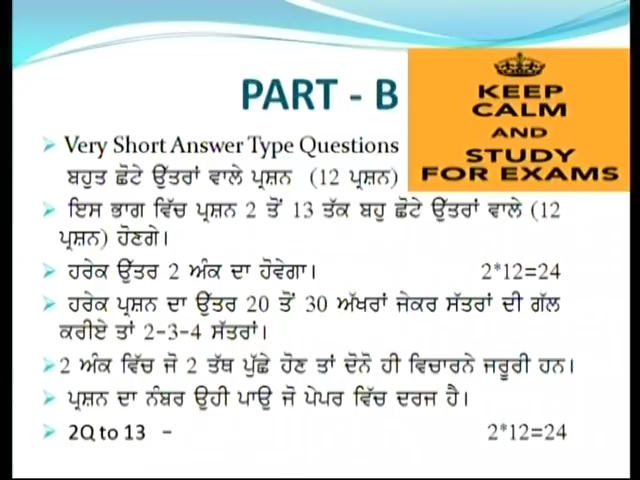 PART - B
KEEP
CALM
AND
STUDY
FOR EXAMS
Very Short Answer Type Questions
ਬਹੁਤ ਛੋਟੇ ਉੱਤਰਾਂ ਵਾਲੇ ਪ੍ਰਸ਼ਨ (12 ਪ੍ਰਸ਼ਨ)
ਇਸ ਭਾਗ ਵਿੱਚ ਪ੍ਰਸ਼ਨ 2 ਤੋਂ 13 ਤੱਕ ਬਹੁ ਛੋਟੇ ਉੱਤਰਾਂ ਵਾਲੇ (12
ਪ੍ਰਸ਼ਨ) ਹੋਣਗੇ।
ਹਰੇਕ ਉੱਤਰ 2 ਅੰਕ ਦਾ ਹੋਵੇਗਾ। 2*12=24
ਹਰੇਕ ਪ੍ਰਸ਼ਨ ਦਾ ਉੱਤਰ 20 ਤੋਂ 30 ਅੱਖਰਾਂ ਜੇਕਰ ਸੱਤਰਾਂ ਦੀ ਗੱਲ
ਕਰੀਏ ਤਾਂ 2-3-4 ਸੱਤਰਾਂ।
2 ਅੰਕ ਵਿੱਚ ਜੋ 2 ਤੱਥ ਪੁੱਛੇ ਹੋਣ ਤਾਂ ਦੋਨੋ ਹੀ ਵਿਚਾਰਨੇ ਜਰੂਰੀ ਹਨ।
ਪ੍ਰਸ਼ਨ ਦਾ ਨੰਬਰ ਉਹੀ ਪਾਉ ਜੋ ਪੇਪਰ ਵਿੱਚ ਦਰਜ ਹੈ।
2Q to 13 - 2*12=24